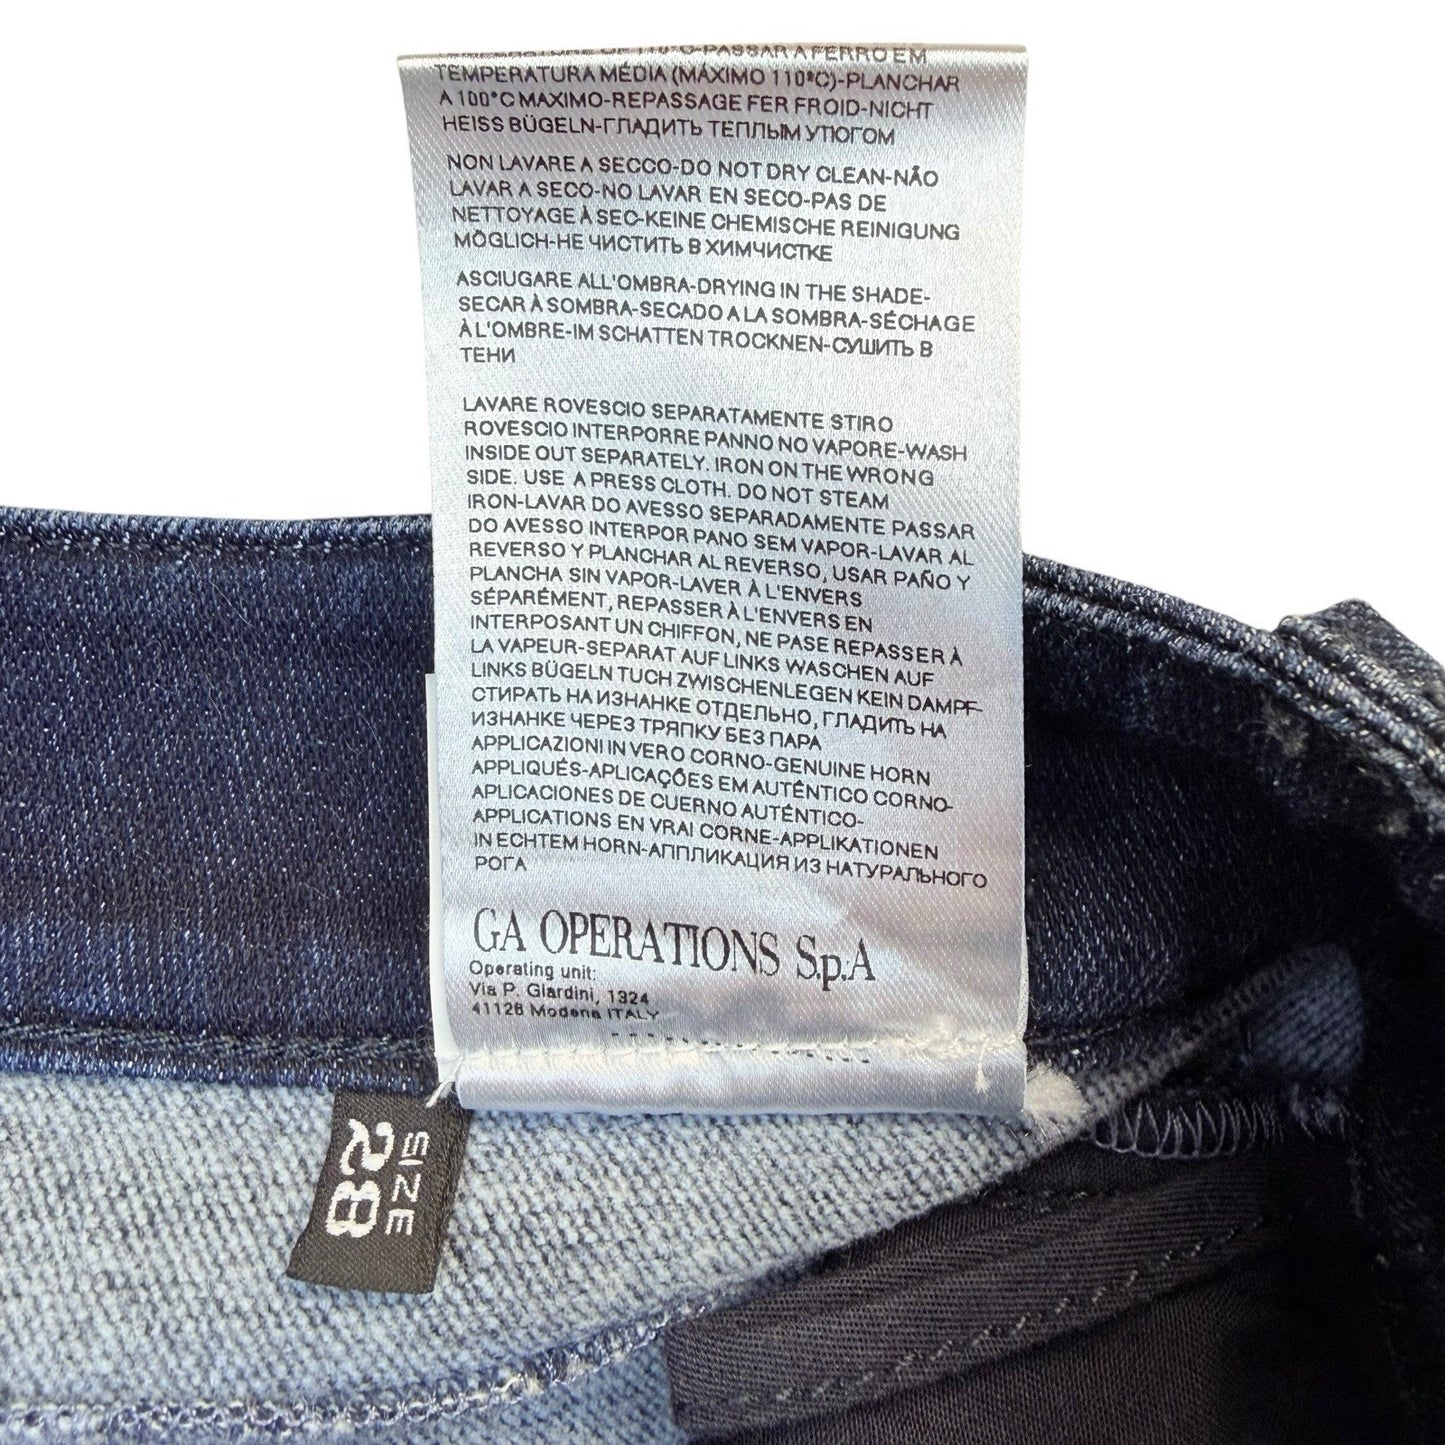 110°C-PASSAR A FERRO EM
TEMPERATURA MÉDIA (MÁXIMO 110°C)-PLANCHAR
A 100°C MAXIMO-REPASSAGE FER FROID-NICHT
HEISS BÜGELN-ГЛАДИТЬ ТЕПЛЫМ УТЮГОМ
NON LAVARE A SECCO-DO NOT DRY CLEAN-NÃO
LAVAR A SECO-NO LAVAR EN SECO-PAS DE
NETTOYAGE À SEC-KEINE CHEMISCHE REINIGUNG
MÖGLICH-НЕ ЧИСТИТЬ В ХИМЧИСТКЕ
ASCIUGARE ALL'OMBRA-DRYING IN THE SHADE-
SECAR À SOMBRA-SECADO A LA SOMBRA-SÉCHAGE
À L'OMBRE-IM SCHATTEN TROCKNEN-СУШИТЬ В
ТЕНИ
LAVARE ROVESCIO SEPARATAMENTE STIRO
ROVESCIO INTERPORRE PANNO NO VAPORE-WASH
INSIDE OUT SEPARATELY. IRON ON THE WRONG
SIDE. USE A PRESS CLOTH. DO NOT STEAM
IRON-LAVAR DO AVESSO SEPARADAMENTE PASSAR
DO AVESSO INTERPOR PANO SEM VAPOR-LAVAR AL
REVERSO Y PLANCHAR AL REVERSO, USAR PAÑO Y
PLANCHA SIN VAPOR-LAVER À L'ENVERS
SÉPARÉMENT, REPASSER À L'ENVERS EN
INTERPOSANT UN CHIFFON, NE PASE REPASSER À
LA VAPEUR-SEPARAT AUF LINKS WASCHEN AUF
LINKS BÜGELN TUCH ZWISCHENLEGEN KEIN DAMPF-
СТИРАТЬ НА ИЗНАНКЕ ОТДЕЛЬНО, ГЛАДИТЬ НА
ИЗНАНКЕ ЧЕРЕЗ ТРЯПКУ БЕЗ ПАРА
APPLICAZIONI IN VERO CORNO-GENUINE HORN
APPLIQUÉS-APLICAÇÕES EM AUTÊNTICO CORNO-
APLICACIONES DE CUERNO AUTÉNTICO-
APPLICATIONS EN VRAI CORNE-APPLIKATIONEN
IN ECHTEM HORN-АППЛИКАЦИЯ ИЗ НАТУРАЛЬНОГО
РОГА
GA OPERATIONS S.p.A
Operating unit:
Via P. Giardini, 1324
41126 Modena ITALY
SIZE
28